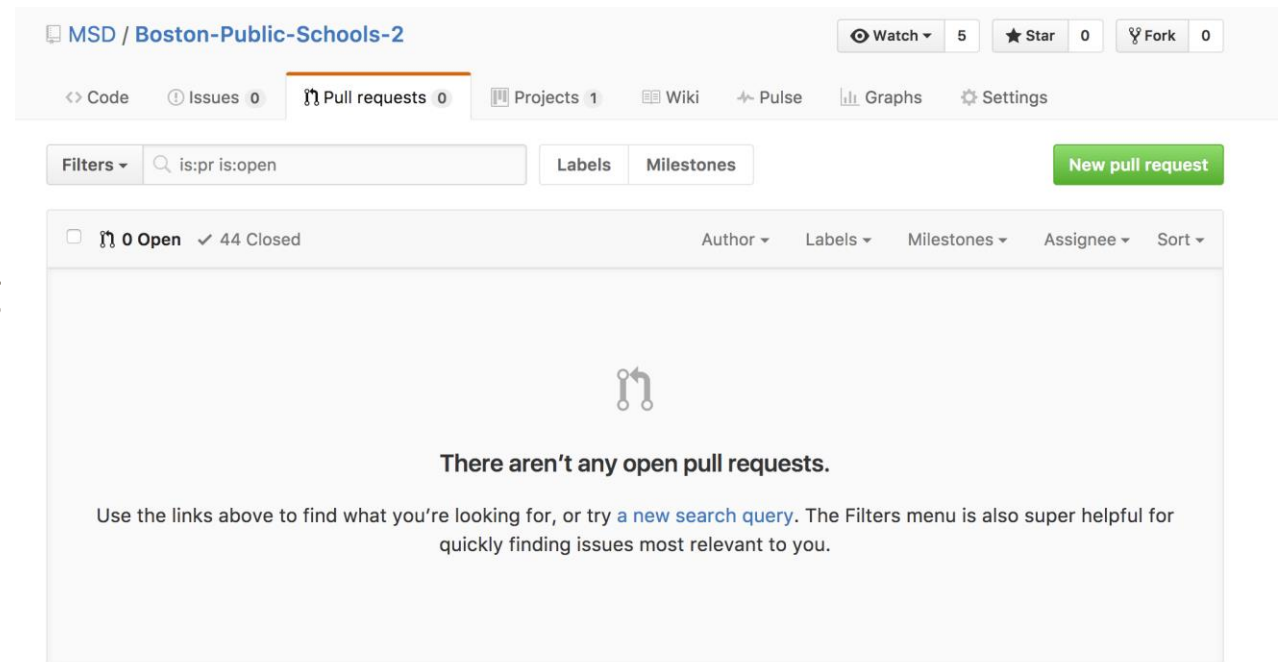 MSD / Boston-Public-Schools-2 Watch 5 Star 0 Fork 0
Code Issues 0 Pull requests 0 Projects 1 Wiki Pulse Graphs Settings
Filters is:pr is:open Labels Milestones New pull request
0 Open 44 Closed Author Labels Milestones Assignee Sort
There aren't any open pull requests.
Use the links above to find what you're looking for, or try a new search query. The Filters menu is also super helpful for
quickly finding issues most relevant to you.